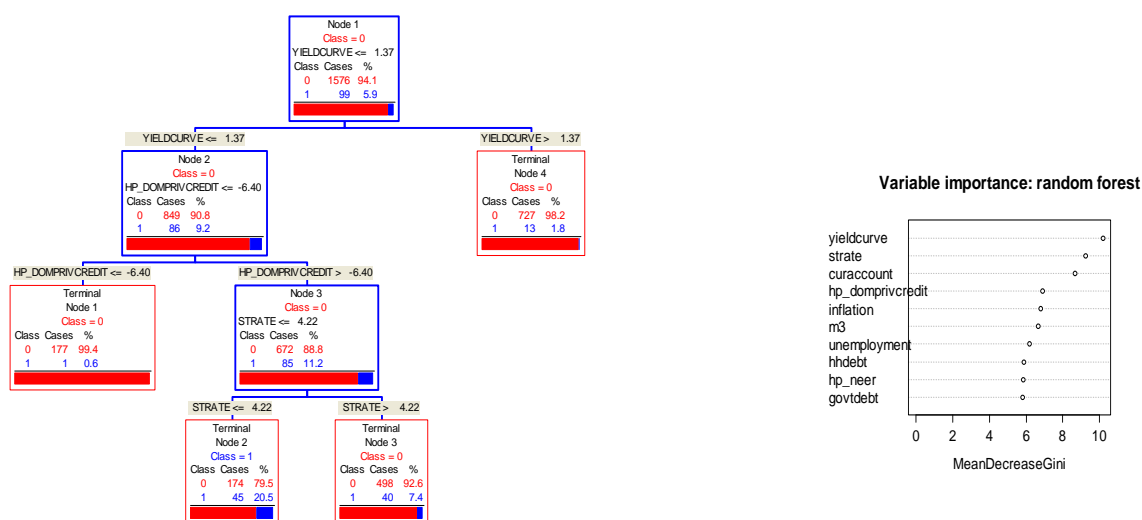 Node 1
Class = 0
YIELDCURVE <= 1.37
Class Cases %
0 1576 94.1
1 99 5.9
YIELDCURVE <= 1.37
YIELDCURVE > 1.37
Node 2
Class = 0
HP_DOMPRIVCREDIT <= -6.40
Class Cases %
0 849 90.8
1 86 9.2
Terminal
Node 4
Class = 0
Class Cases %
0 727 98.2
1 13 1.8
HP_DOMPRIVCREDIT <= -6.40
HP_DOMPRIVCREDIT > -6.40
Terminal
Node 1
Class = 0
Class Cases %
0 177 99.4
1 1 0.6
Node 3
Class = 0
STRATE <= 4.22
Class Cases %
0 672 88.8
1 85 11.2
STRATE <= 4.22
STRATE > 4.22
Terminal
Node 2
Class = 1
Class Cases %
0 174 79.5
1 45 20.5
Terminal
Node 3
Class = 0
Class Cases %
0 498 92.6
1 40 7.4
Variable importance: random forest
yieldcurve
strate
curaccount
hp_domprivcredit
inflation
m3
unemployment
hhdebt
hp_neer
govtdebt
0 2 4 6 8 10
MeanDecreaseGini